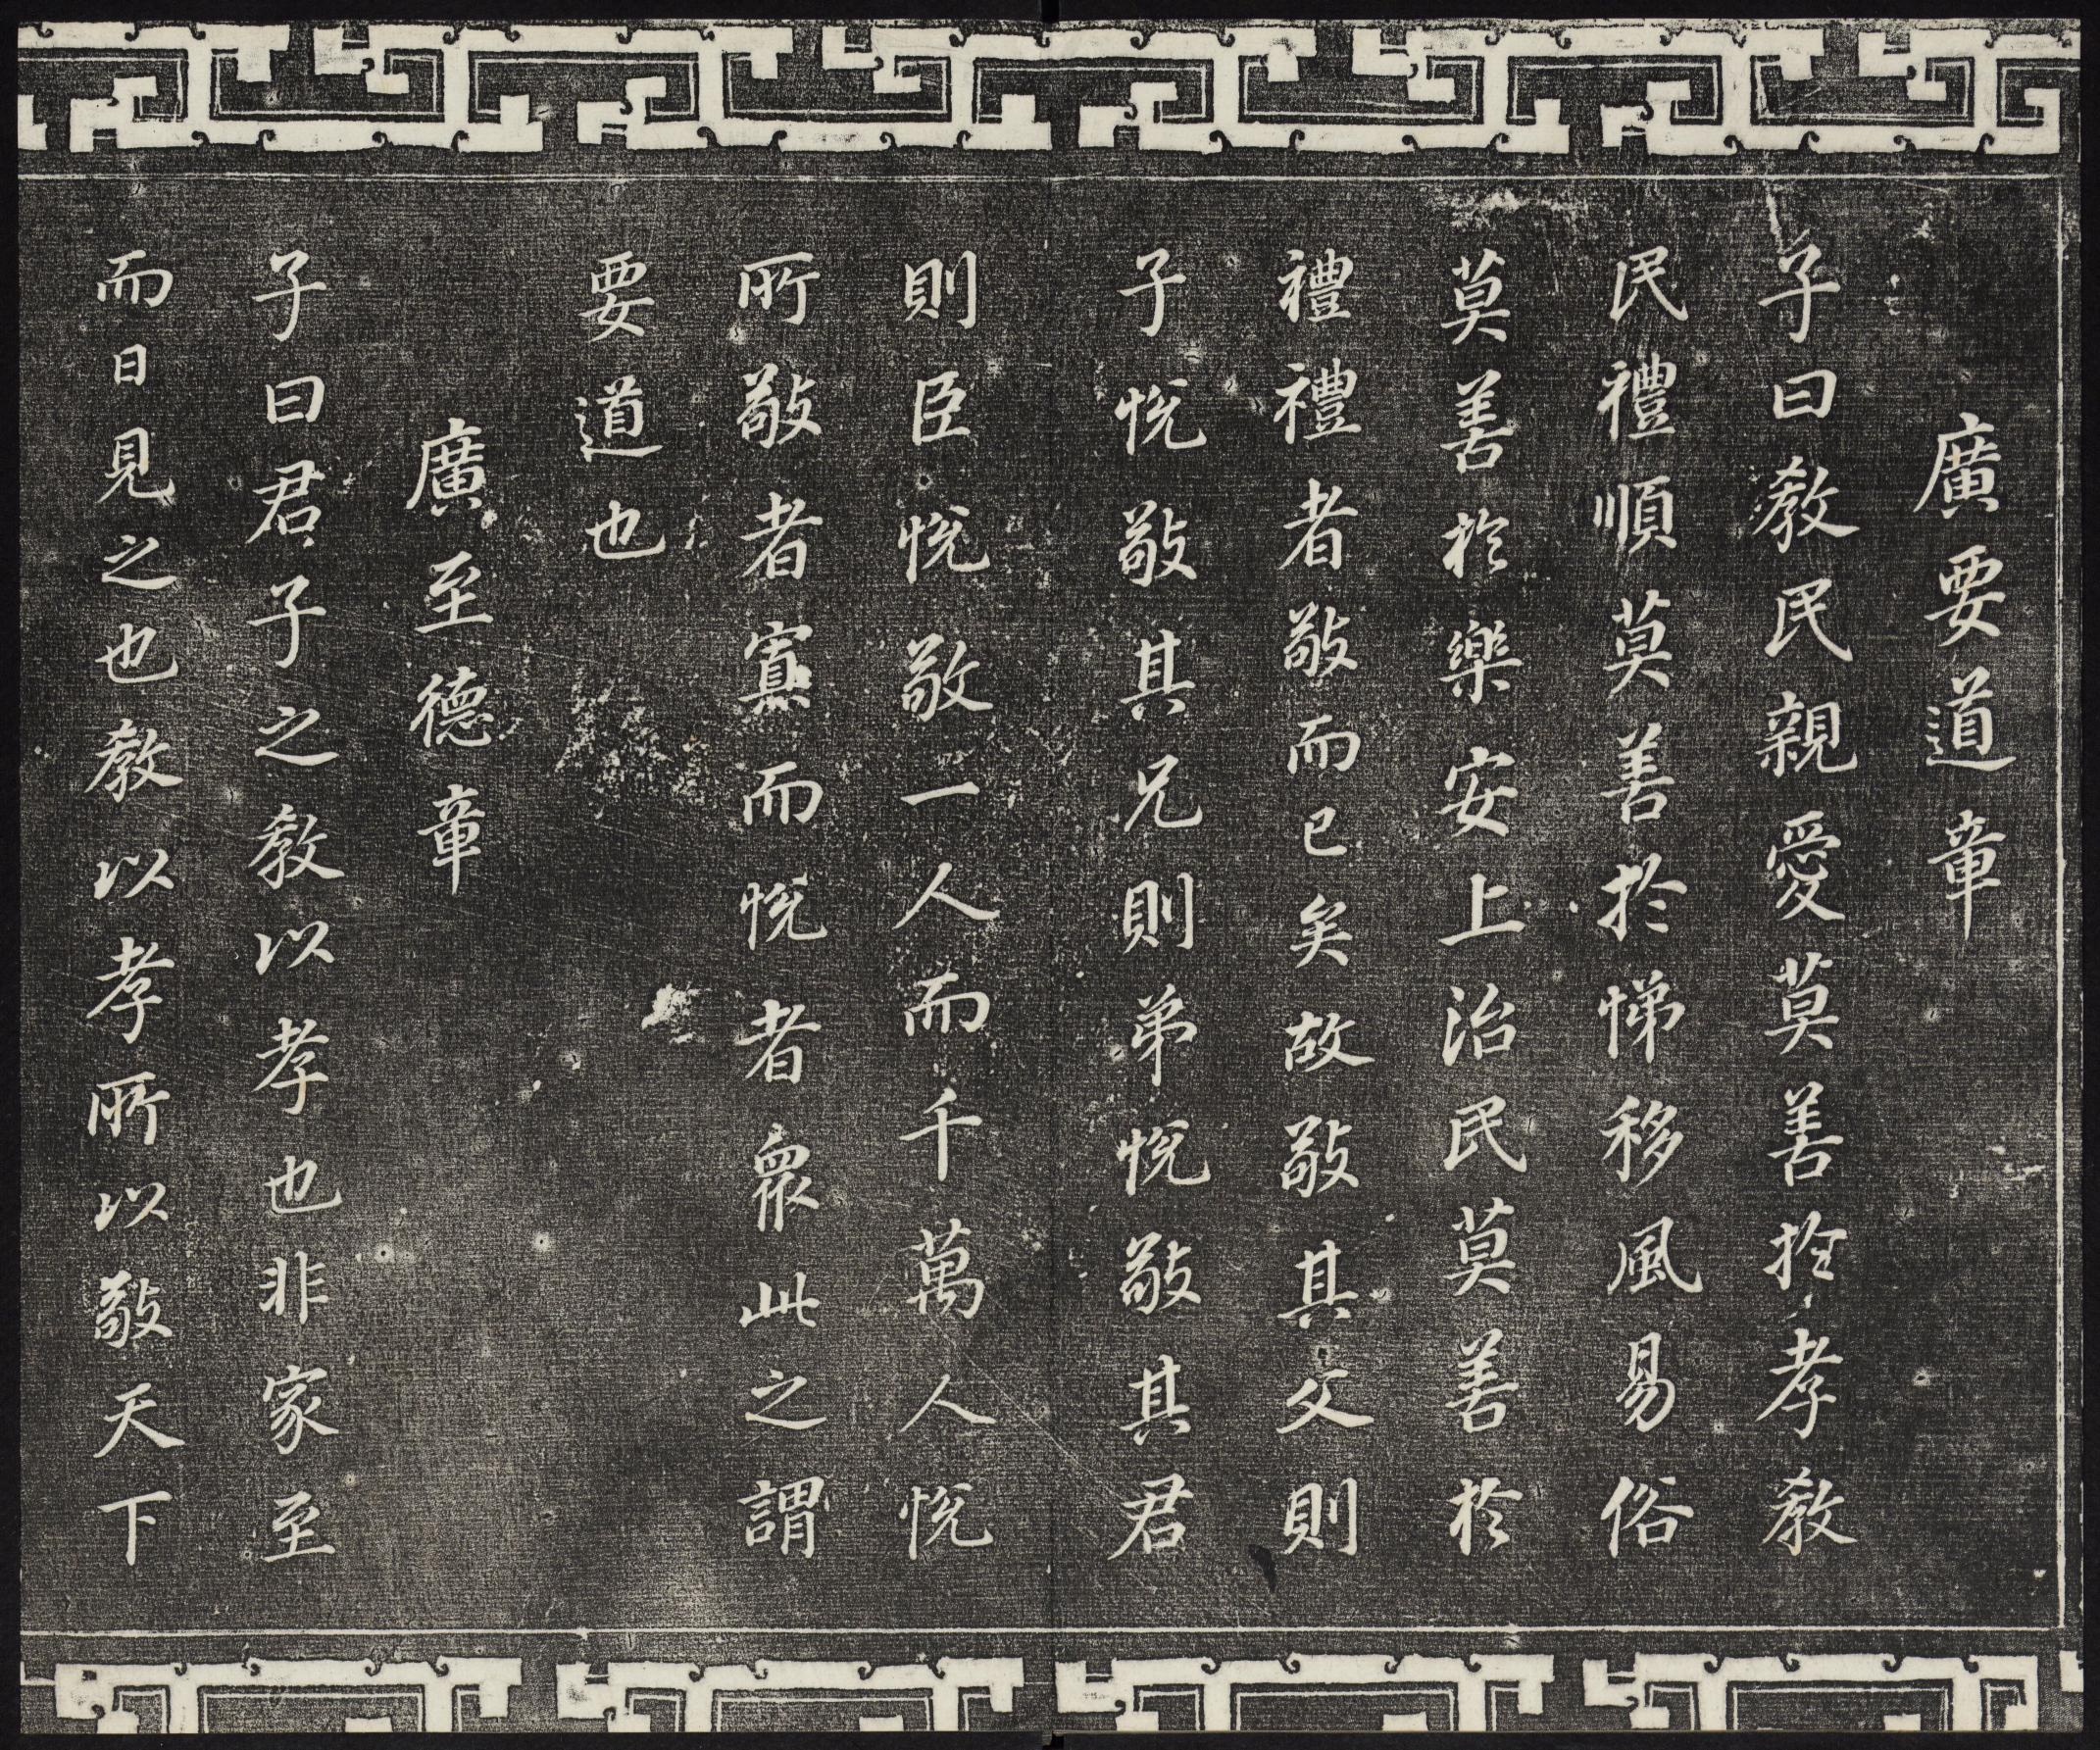 廣要道章
子曰教民親愛莫善於孝教
民禮順莫善於悌移風易俗
莫善於樂安上治民莫善於
禮禮者敬而已矣故敬其父則
子悅敬其兄則弟悅敬其君
則臣悅敬一人而千萬人悅
所敬者寡而悅者眾此之謂
要道也
廣至德章
子曰君子之教以孝也非家至
而日見之也教以孝所以敬天下